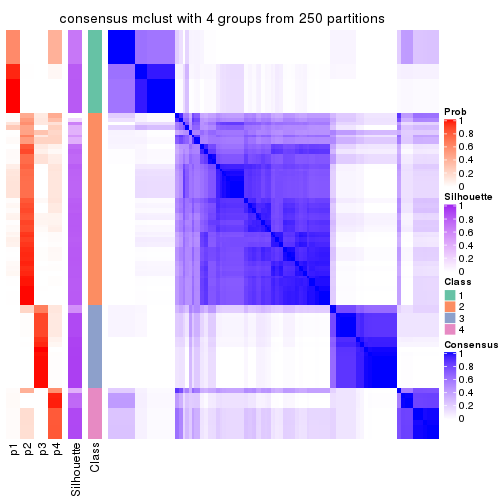 consensus mclust with 4 groups from 250 partitions
Prob
1
0.8
0.6
0.4
0.2
0
Silhouette
1
0.8
0.6
0.4
0.2
0
Class
1
2
3
4
Consensus
1
0.8
0.6
0.4
0.2
0
p1
p2
p3
p4
Silhouette
Class